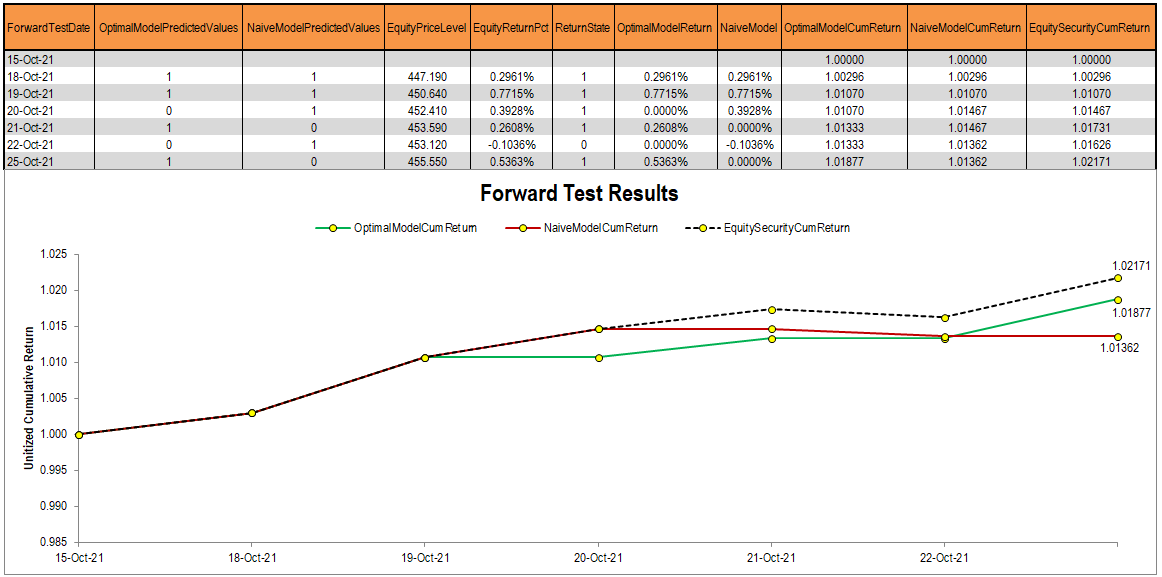 ForwardTestDate OptimalModelPredictedValues NaiveModelPredictedValues EquityPriceLevel EquityReturnPct ReturnState OptimalModelReturn NaiveModel OptimalModelCumReturn NaiveModelCumReturn EquitySecurityCumReturn
15-Oct-21 1.00000 1.00000 1.00000
18-Oct-21 1 1 447.190 0.2961% 1 0.2961% 0.2961% 1.00296 1.00296 1.00296
19-Oct-21 1 1 450.640 0.7715% 1 0.7715% 0.7715% 1.01070 1.01070 1.01070
20-Oct-21 0 1 452.410 0.3928% 1 0.0000% 0.3928% 1.01070 1.01467 1.01467
21-Oct-21 1 0 453.590 0.2608% 1 0.2608% 0.0000% 1.01333 1.01467 1.01731
22-Oct-21 0 1 453.120 -0.1036% 0 0.0000% -0.1036% 1.01333 1.01362 1.01626
25-Oct-21 1 0 455.550 0.5363% 1 0.5363% 0.0000% 1.01877 1.01362 1.02171
Forward Test Results
OptimalModelCumReturn NaiveModelCumReturn EquitySecurityCumReturn
Unitized Cumulative Return
1.025
1.020
1.015
1.010
1.005
1.000
0.995
0.990
0.985
1.02171
1.01877
1.01362
15-Oct-21 18-Oct-21 19-Oct-21 20-Oct-21 21-Oct-21 22-Oct-21